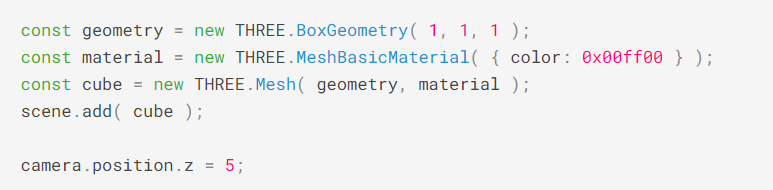 const geometry = new THREE.BoxGeometry( 1, 1, 1 );
const material = new THREE.MeshBasicMaterial( { color: 0x00ff00 } );
const cube = new THREE.Mesh( geometry, material );
scene.add( cube );
camera.position.z = 5;